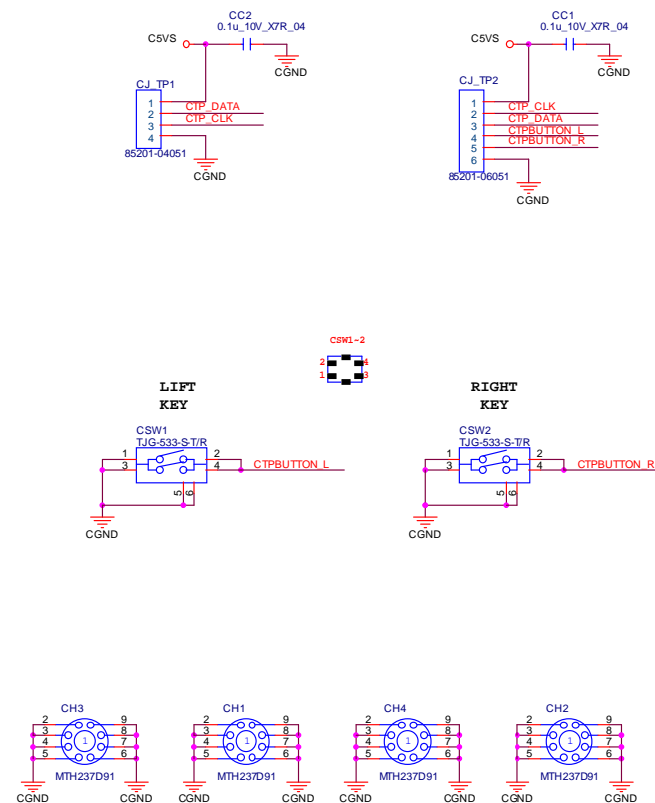 CC2
0.1u_10V_X7R_04
C5VS
CGND
CJ_TP1
1
2
3
4
CTP_DATA
CTP_CLK
85201-04051
CGND
CC1
0.1u_10V_X7R_04
C5VS
CGND
CJ_TP2
1
2
3
4
5
6
CTP_CLK
CTP_DATA
CTPBUTTON_L
CTPBUTTON_R
85201-06051
CGND
CSW1~2
2 4
1 3
LIFT
KEY
CSW1
TJG-533-S-T/R
1 2
3 4
5 6
CTPBUTTON_L
CGND
RIGHT
KEY
CSW2
TJG-533-S-T/R
1 2
3 4
5 6
CTPBUTTON_R
CGND
CH3
2 9
3 8
4 1 7
5 6
MTH237D91
CGND CGND
CH1
2 9
3 8
4 1 7
5 6
MTH237D91
CGND CGND
CH4
2 9
3 8
4 1 7
5 6
MTH237D91
CGND CGND
CH2
2 9
3 8
4 1 7
5 6
MTH237D91
CGND CGND